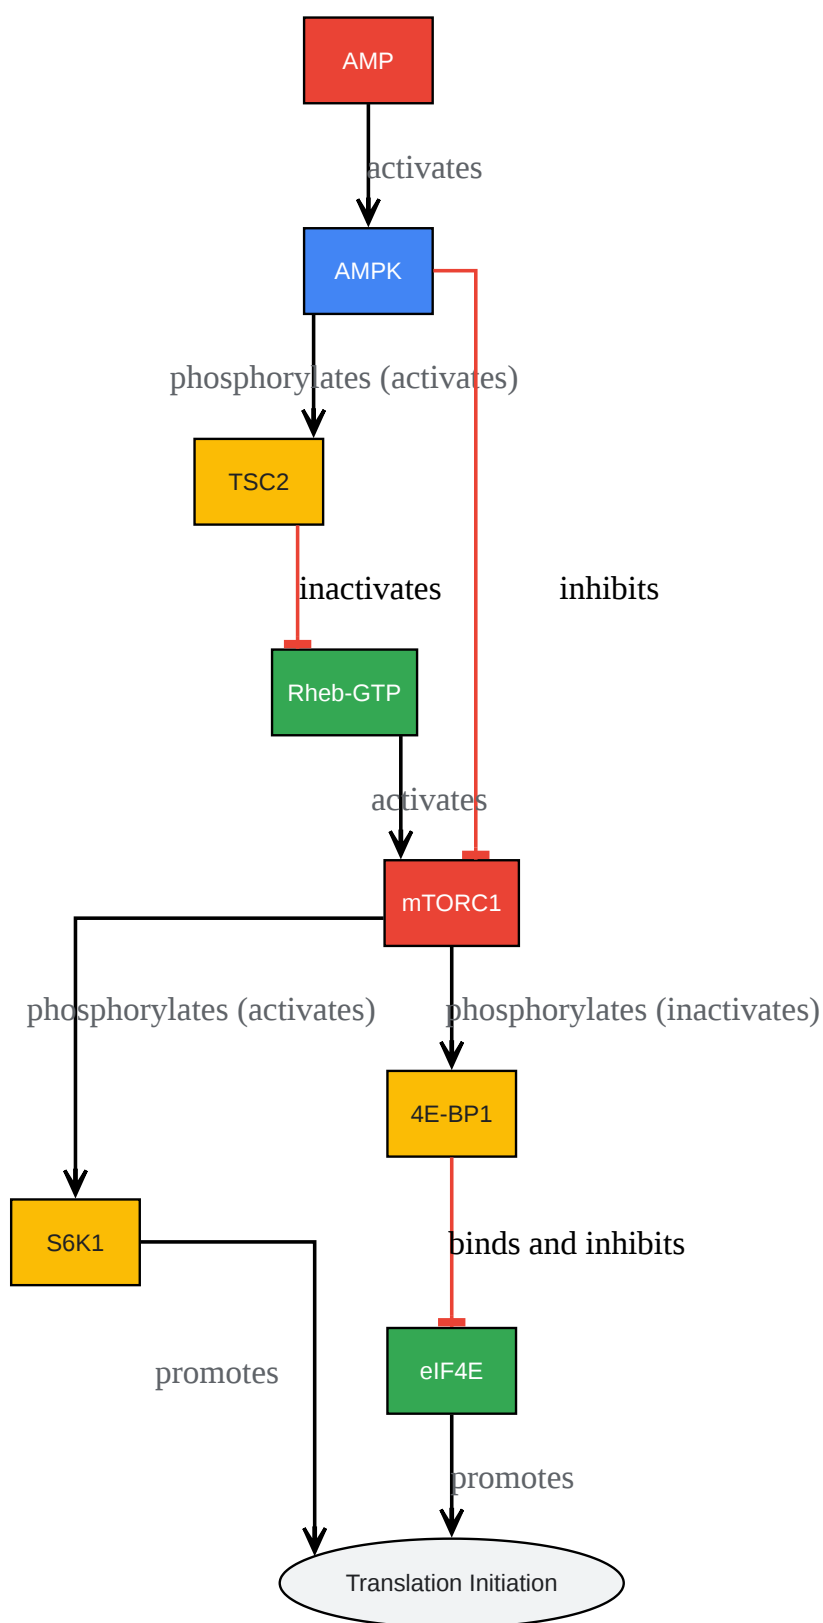 AMP
activates
AMPK
phosphorylates (activates)
TSC2
inactivates
inhibits
Rheb-GTP
activates
mTORC1
phosphorylates (activates)
phosphorylates (inactivates)
4E-BP1
S6K1
binds and inhibits
promotes
eIF4E
promotes
Translation Initiation